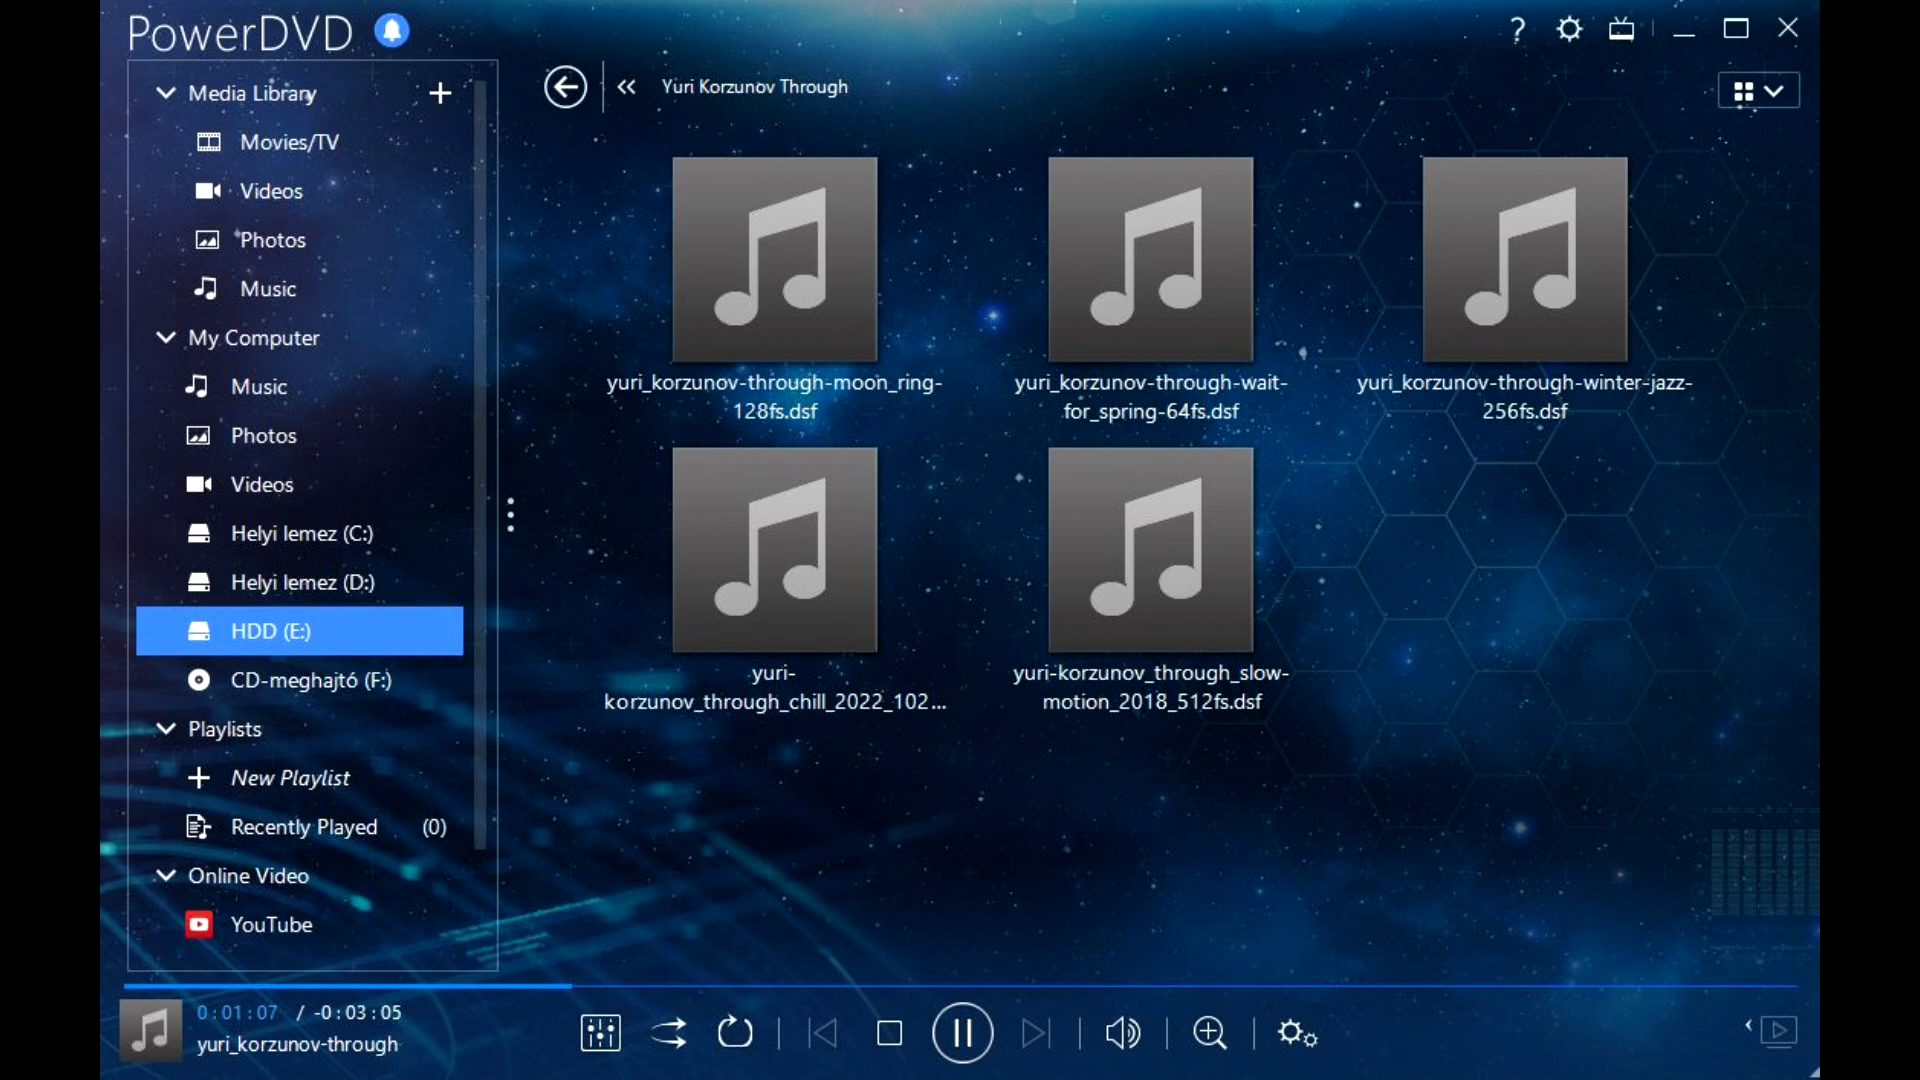 PowerDVD
Media Library
Movies/TV
Videos
Photos
Music
My Computer
Music
Photos
Videos
Helyi lemez (C:)
Helyi lemez (D:)
HDD (E:)
CD-meghajtó (F:)
Playlists
New Playlist
Recently Played (0)
Online Video
YouTube
Yuri Korzunov Through
yuri_korzunov-through-moon_ring-
128fs.dsf
yuri_korzunov-through-wait-
for_spring-64fs.dsf
yuri_korzunov-through-winter-jazz-
256fs.dsf
yuri-
korzunov_through_chill_2022_102...
yuri-korzunov_through_slow-
motion_2018_512fs.dsf
0:01:07 / -0:03:05
yuri_korzunov-through